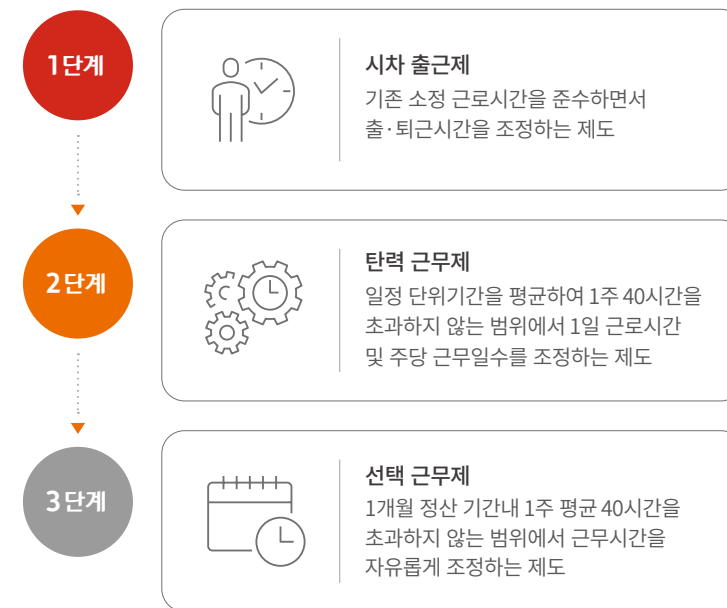 1단계
시차 출근제
기존 소정 근로시간을 준수하면서
출·퇴근시간을 조정하는 제도
2단계
탄력 근무제
일정 단위기간을 평균하여 1주 40시간을
초과하지 않는 범위에서 1일 근로시간
및 주당 근무일수를 조정하는 제도
3단계
선택 근무제
1개월 정산 기간내 1주 평균 40시간을
초과하지 않는 범위에서 근무시간을
자유롭게 조정하는 제도